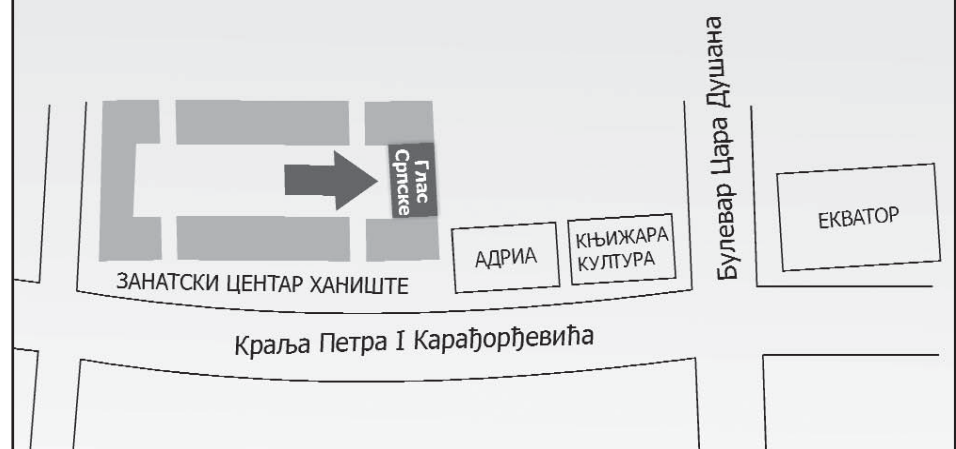 Глас
Српске
Булевар Цара Душана
ЕКВАТОР
АДРИА
КЊИЖАРА
КУЛТУРА
ЗАНАТСКИ ЦЕНТАР ХАНИШТЕ
Краља Петра I Карађорђевића